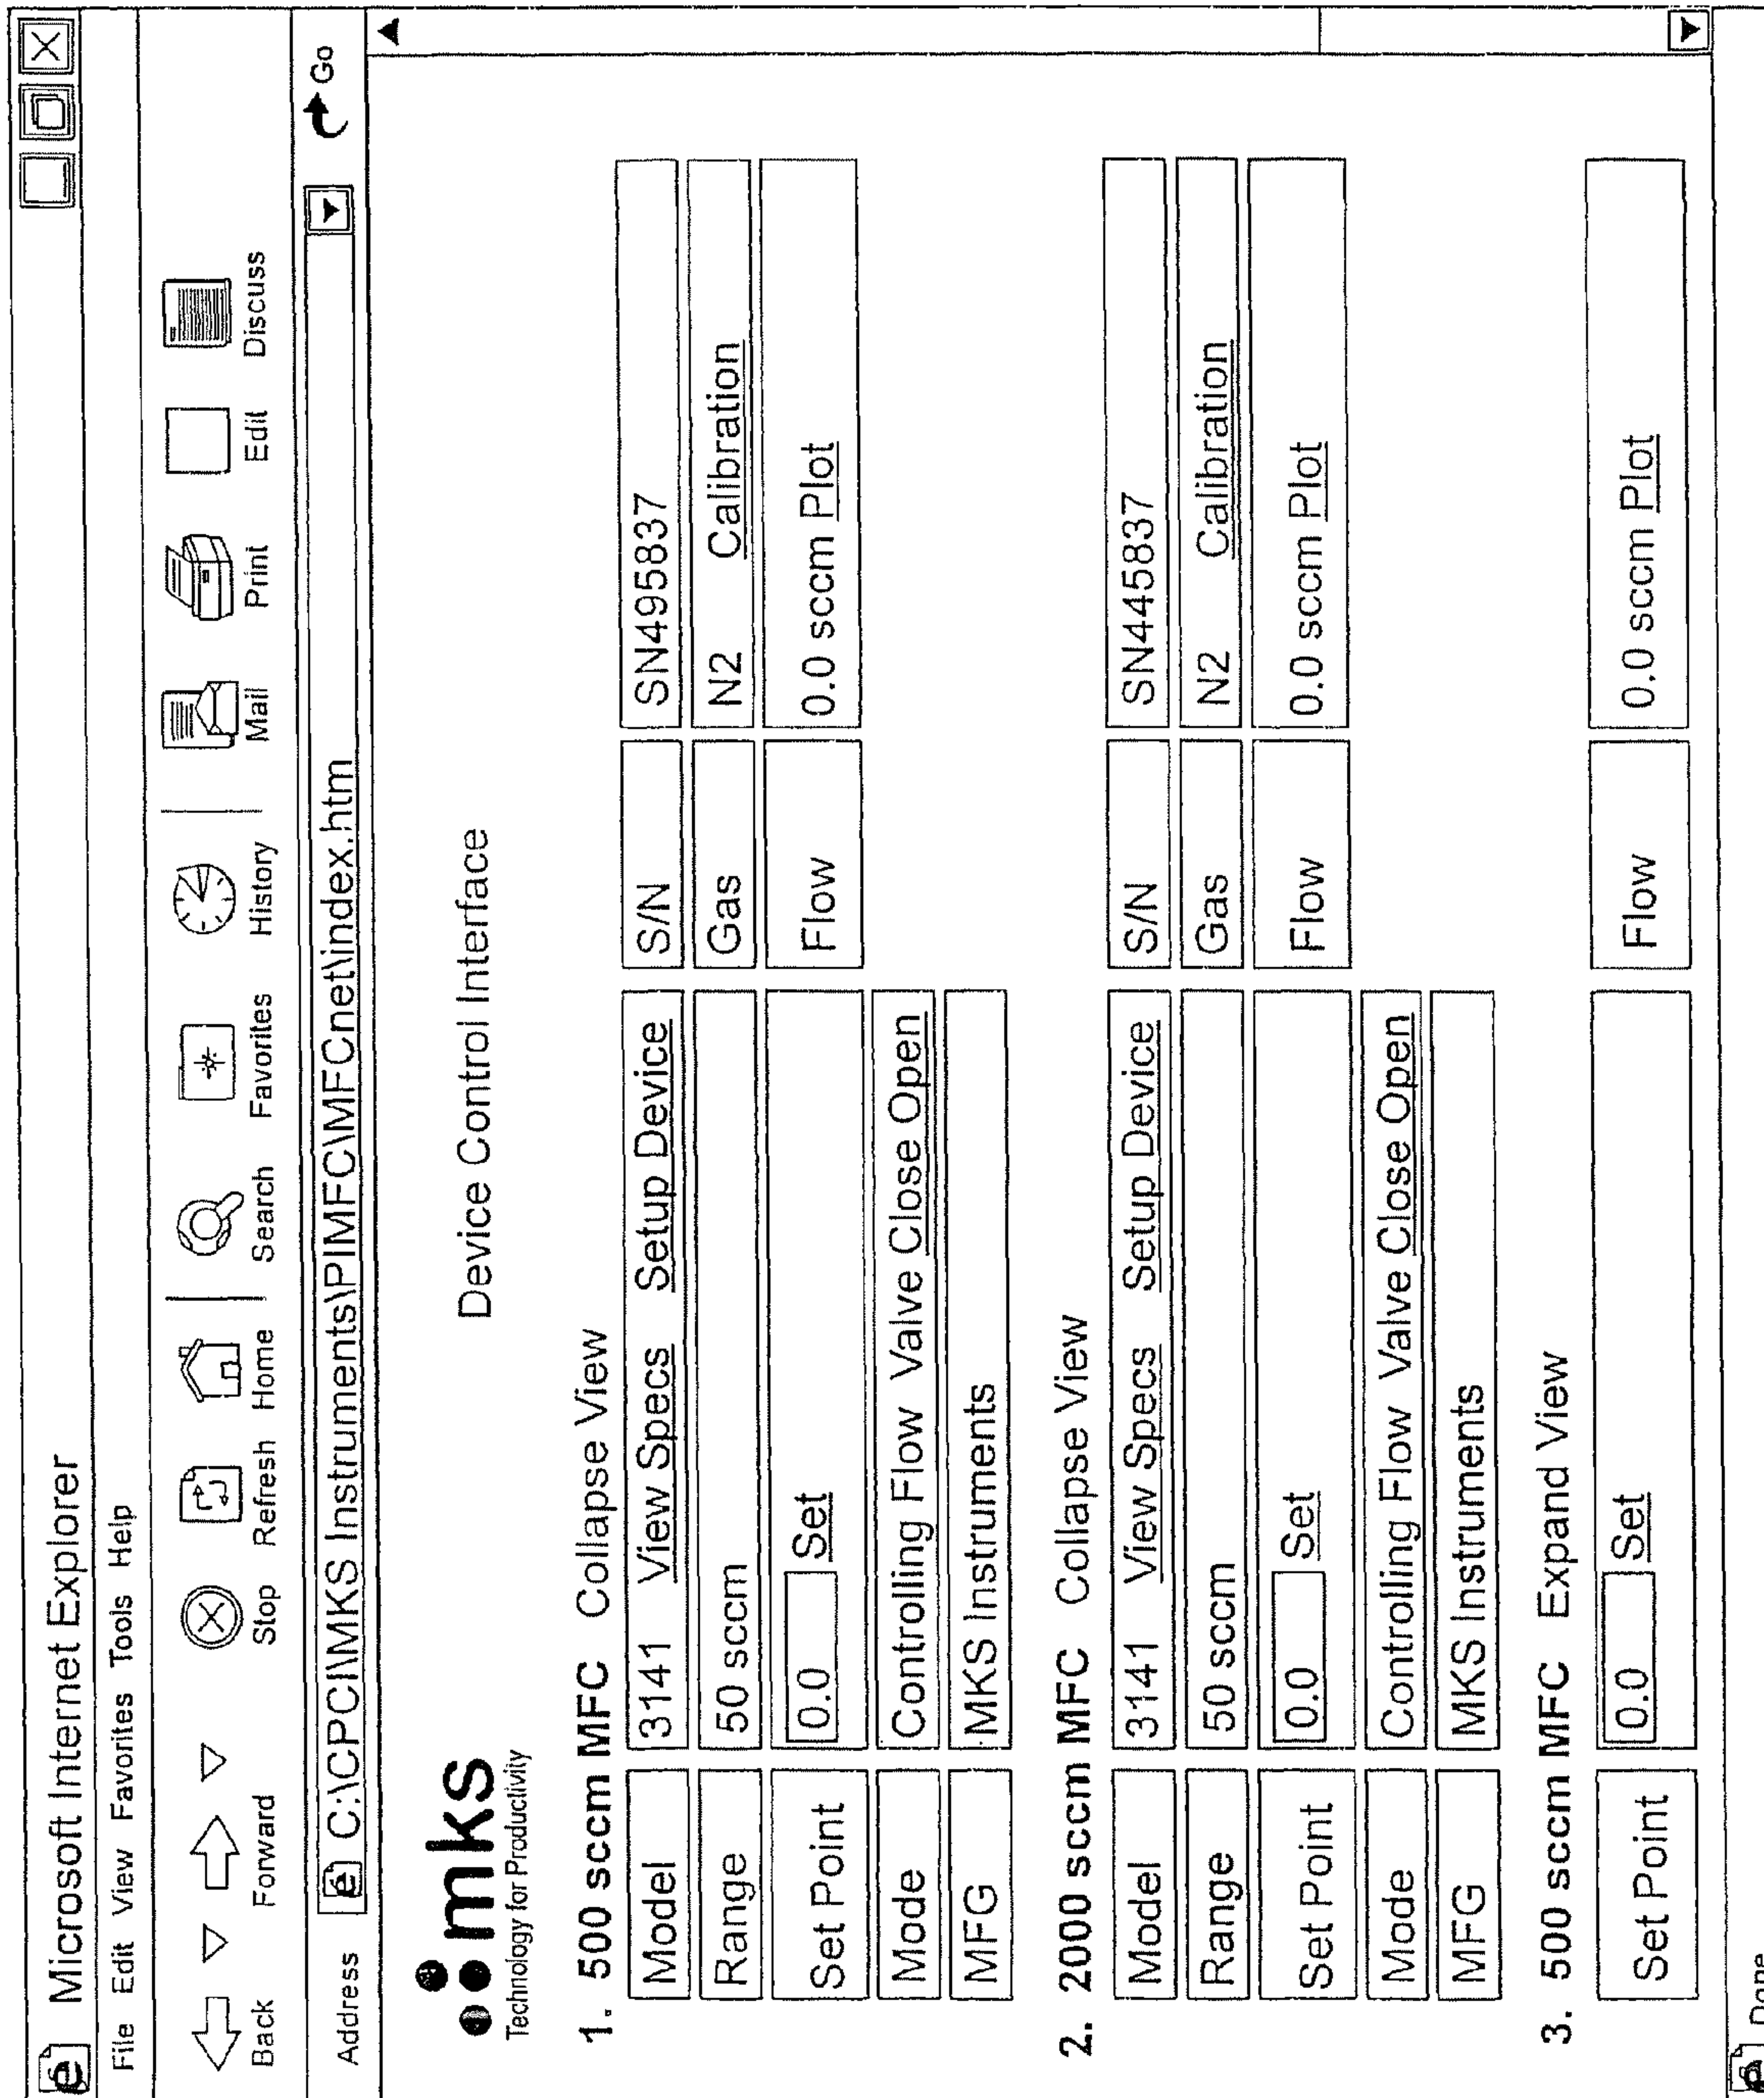 Microsoft Internet Explorer
File Edit View Favorites Tools Help
Back Forward Stop Refresh Home Search Favorites History Mail Print Edit Discuss
Address C:\CPCI\MKS Instruments\PIMFC\MFCnet\index.htm Go
mks
Technology for Productivity
Device Control Interface
1. 500 sccm MFC Collapse View
Model 3141 View Specs Setup Device S/N SN495837
Range 50 sccm Gas N2 Calibration
Set Point 0.0 Set Flow 0.0 sccm Plot
Mode Controlling Flow Valve Close Open
MFG MKS Instruments
2. 2000 sccm MFC Collapse View
Model 3141 View Specs Setup Device S/N SN445837
Range 50 sccm Gas N2 Calibration
Set Point 0.0 Set Flow 0.0 sccm Plot
Mode Controlling Flow Valve Close Open
MFG MKS Instruments
3. 500 sccm MFC Expand View
Set Point 0.0 Set Flow 0.0 sccm Plot
Done